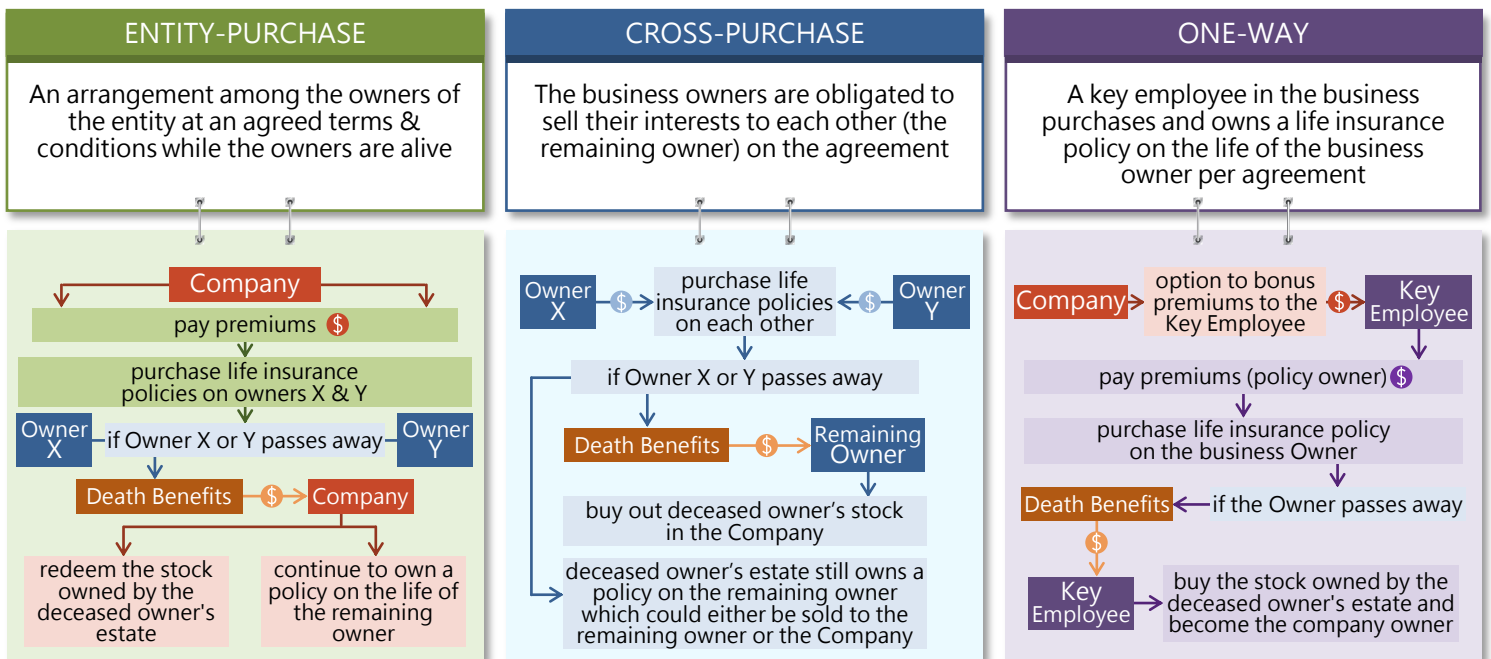 ENTITY-PURCHASE
An arrangement among the owners of
the entity at an agreed terms &
conditions while the owners are alive
Company
pay premiums $
purchase life insurance
policies on owners X & Y
Owner
X
if Owner X or Y passes away
Owner
Y
Death Benefits
$
Company
redeem the stock
owned by the
deceased owner's
estate
continue to own a
policy on the life of
the remaining
owner
CROSS-PURCHASE
The business owners are obligated to
sell their interests to each other (the
remaining owner) on the agreement
Owner
X
$
purchase life
insurance policies
on each other
$
Owner
Y
if Owner X or Y passes away
Death Benefits
$
Remaining
Owner
buy out deceased owner’s stock
in the Company
deceased owner’s estate still owns a
policy on the remaining owner
which could either be sold to the
remaining owner or the Company
ONE-WAY
A key employee in the business
purchases and owns a life insurance
policy on the life of the business
owner per agreement
Company
option to bonus
premiums to the
Key Employee
$
Key
Employee
pay premiums (policy owner) $
purchase life insurance policy
on the business Owner
Death Benefits
if the Owner passes away
$
Key
Employee
buy the stock owned by the
deceased owner's estate and
become the company owner